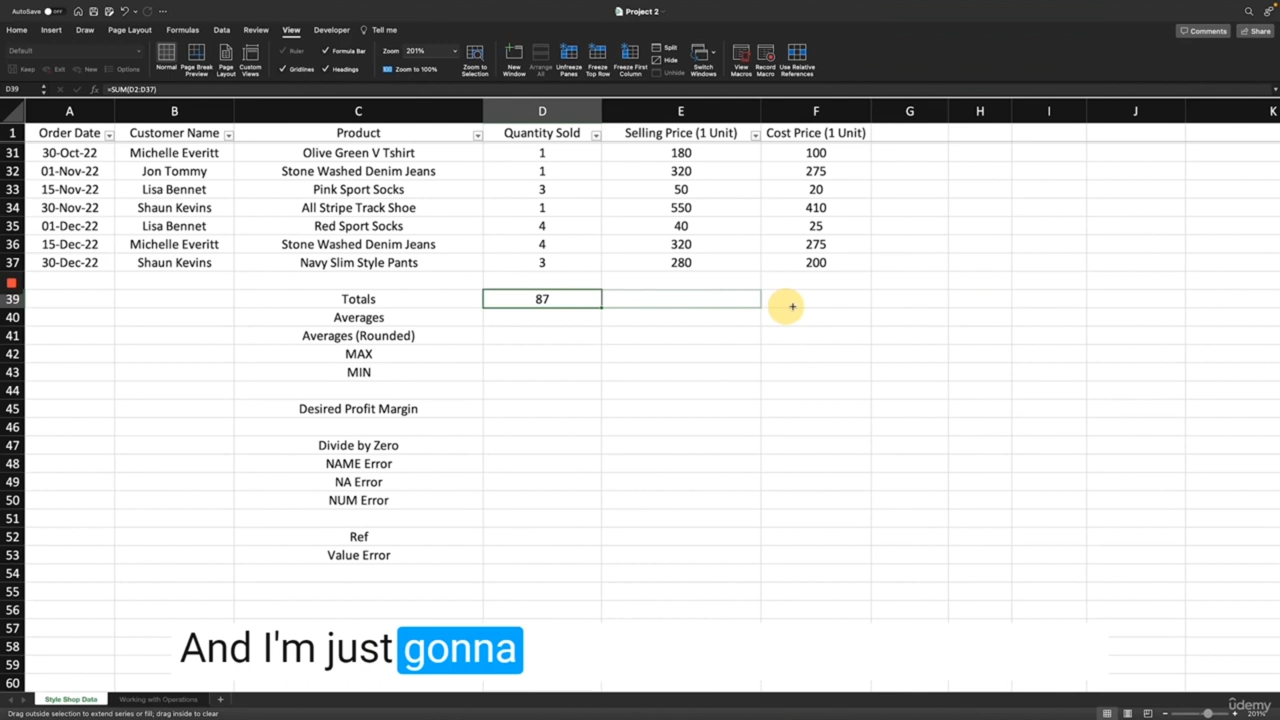 AutoSave OFF
Project 2
Home Insert Draw Page Layout Formulas Data Page Layout Review View Developer Tell me
Comments Share
Default
Keep Exit New Options
Normal Page Break Preview Page Layout Custom Views
Ruler Formula Bar Zoom 201%
Gridlines Headings Zoom to 100%
Zoom to Selection
New Window Arrange All Freeze Panes Freeze Top Row Freeze First Column
Split
Hide
Unhide
Switch Windows View Macros Record Macro Use Relative References
D39 fx =SUM(D2:D37)
A B C D E F G H I J K
1 Order Date Customer Name Product Quantity Sold Selling Price (1 Unit) Cost Price (1 Unit)
31 30-Oct-22 Michelle Everitt Olive Green V Tshirt 1 180 100
32 01-Nov-22 Jon Tommy Stone Washed Denim Jeans 1 320 275
33 15-Nov-22 Lisa Bennet Pink Sport Socks 3 50 20
34 30-Nov-22 Shaun Kevins All Stripe Track Shoe 1 550 410
35 01-Dec-22 Lisa Bennet Red Sport Socks 4 40 25
36 15-Dec-22 Michelle Everitt Stone Washed Denim Jeans 4 320 275
37 30-Dec-22 Shaun Kevins Navy Slim Style Pants 3 280 200
39 Totals 87
40 Averages
41 Averages (Rounded)
42 MAX
43 MIN
44
45 Desired Profit Margin
46
47 Divide by Zero
48 NAME Error
49 NA Error
50 NUM Error
51
52 Ref
53 Value Error
54
55
56
57
58
59
60
And I'm just gonna
Style Shop Data Working with Operations +
Drag outside selection to extend series or fill; drag inside to clear
201%
udemy